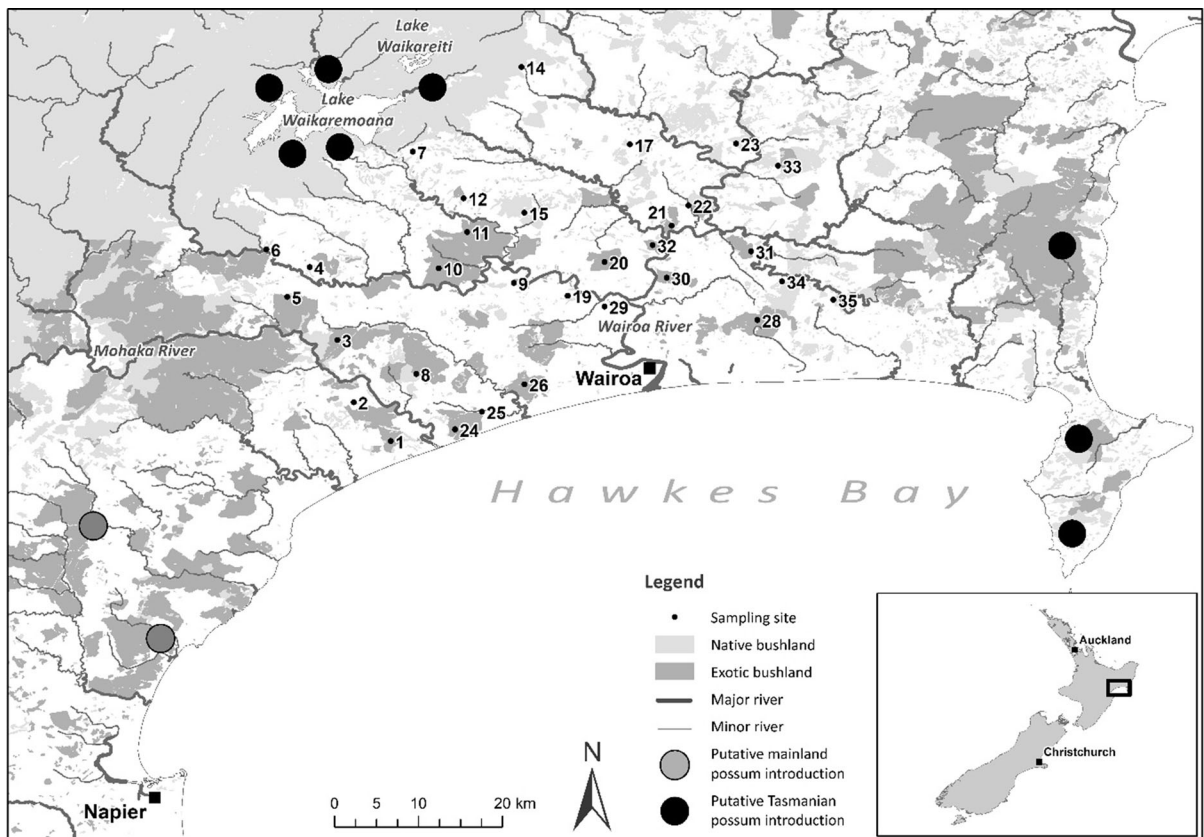 Lake
Waikareiti
14
Lake
Waikaremoana
7
17
23
33
12
15
21
22
11
32
31
6
4
10
20
30
34
9
5
19
29
35
Wairoa River
28
Mohaka River
3
8
Wairoa
26
2
25
24
1
Hawkes Bay
Legend
Sampling site
Native bushland
Exotic bushland
Major river
Minor river
Putative mainland
possum introduction
Putative Tasmanian
possum introduction
N
0 5 10 20 km
Napier
Auckland
Christchurch